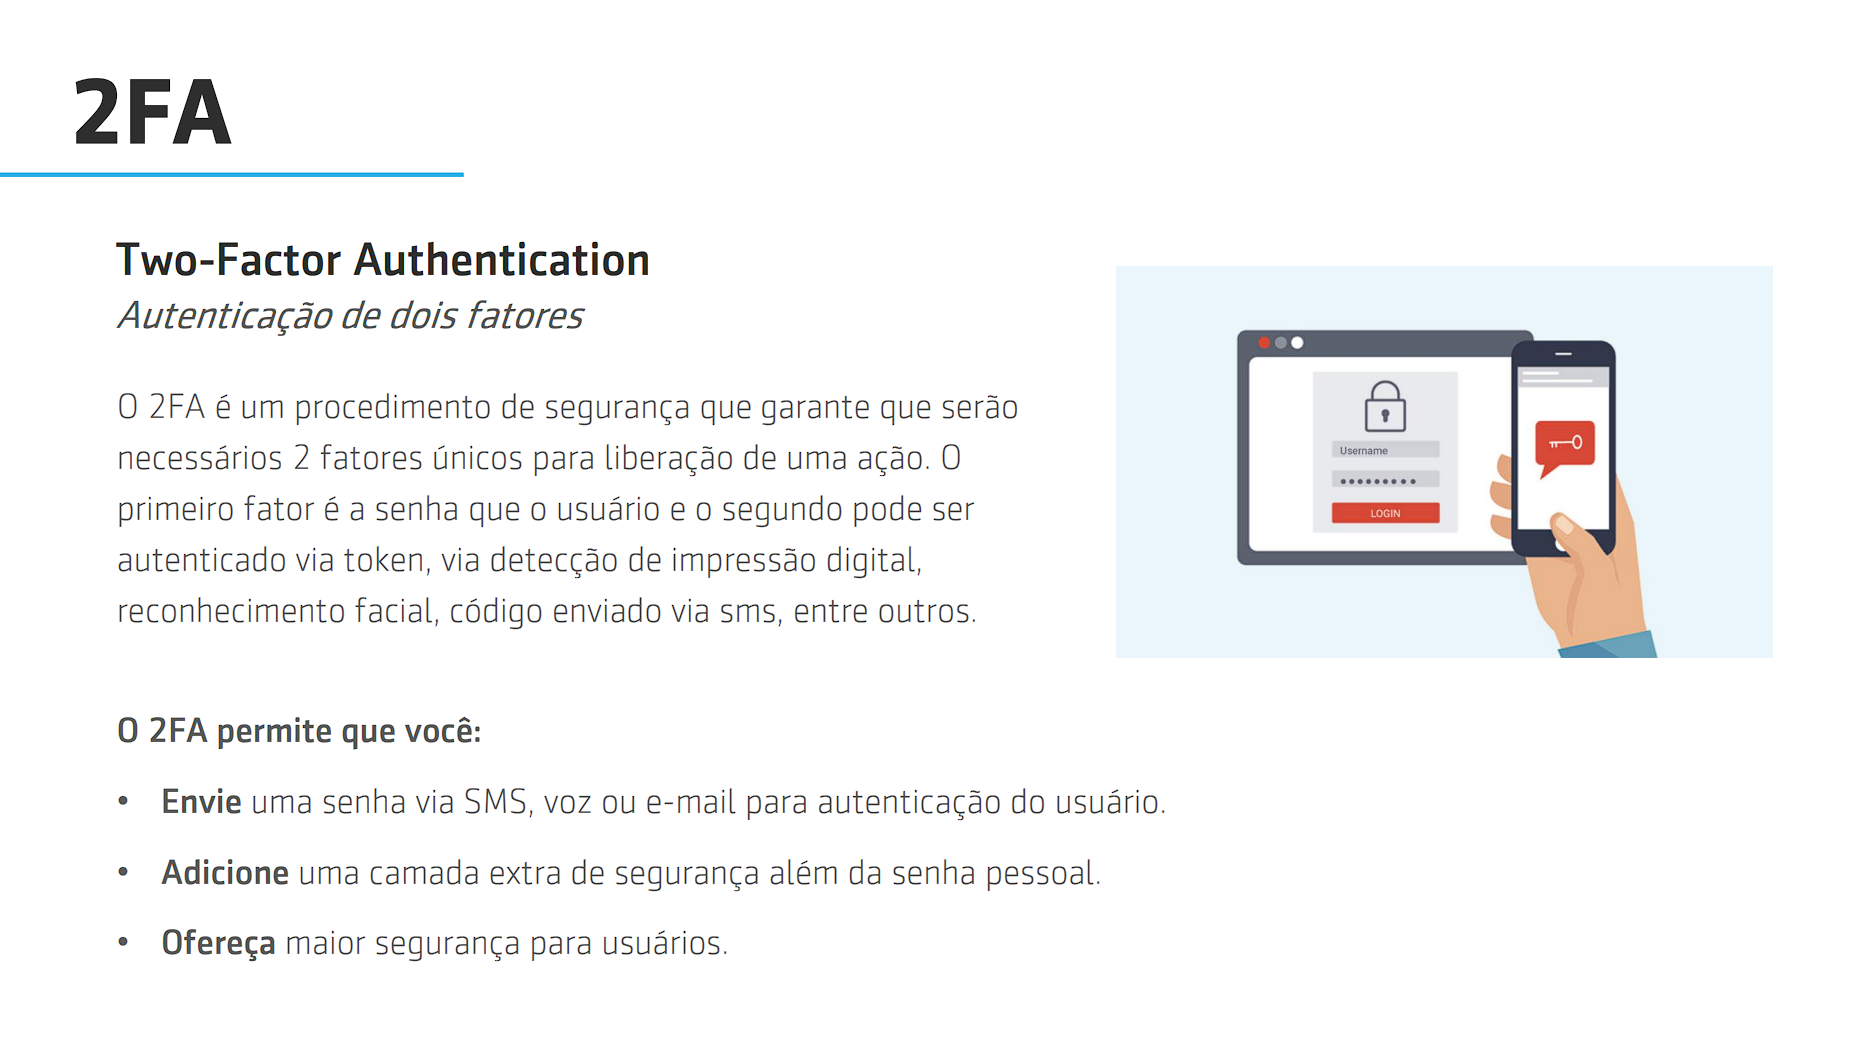 2FA
Two-Factor Authentication
Autenticação de dois fatores
O 2FA é um procedimento de segurança que garante que serão
necessários 2 fatores únicos para liberação de uma ação. O
primeiro fator é a senha que o usuário e o segundo pode ser
autenticado via token, via detecção de impressão digital,
reconhecimento facial, código enviado via sms, entre outros.
Username
LOGIN
O 2FA permite que você:
• Envie uma senha via SMS, voz ou e-mail para autenticação do usuário.
• Adicione uma camada extra de segurança além da senha pessoal.
• Ofereça maior segurança para usuários.